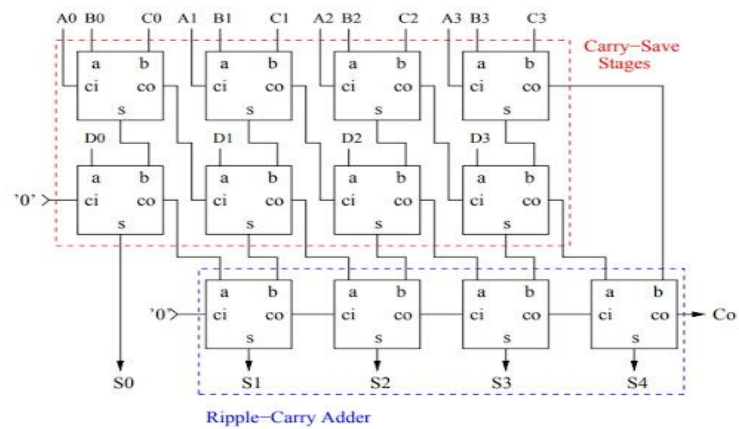 A0 B0 C0 A1 B1 C1 A2 B2 C2 A3 B3 C3
Carry−Save
Stages
a b a b a b a b
ci co ci co ci co ci co
s s s s
D0 D1 D2 D3
a b a b a b a b
'0' ci co ci co ci co ci co
s s s s
a b a b a b a b
'0' ci co ci co ci co ci co Co
s s s s
S0 S1 S2 S3 S4
Ripple−Carry Adder